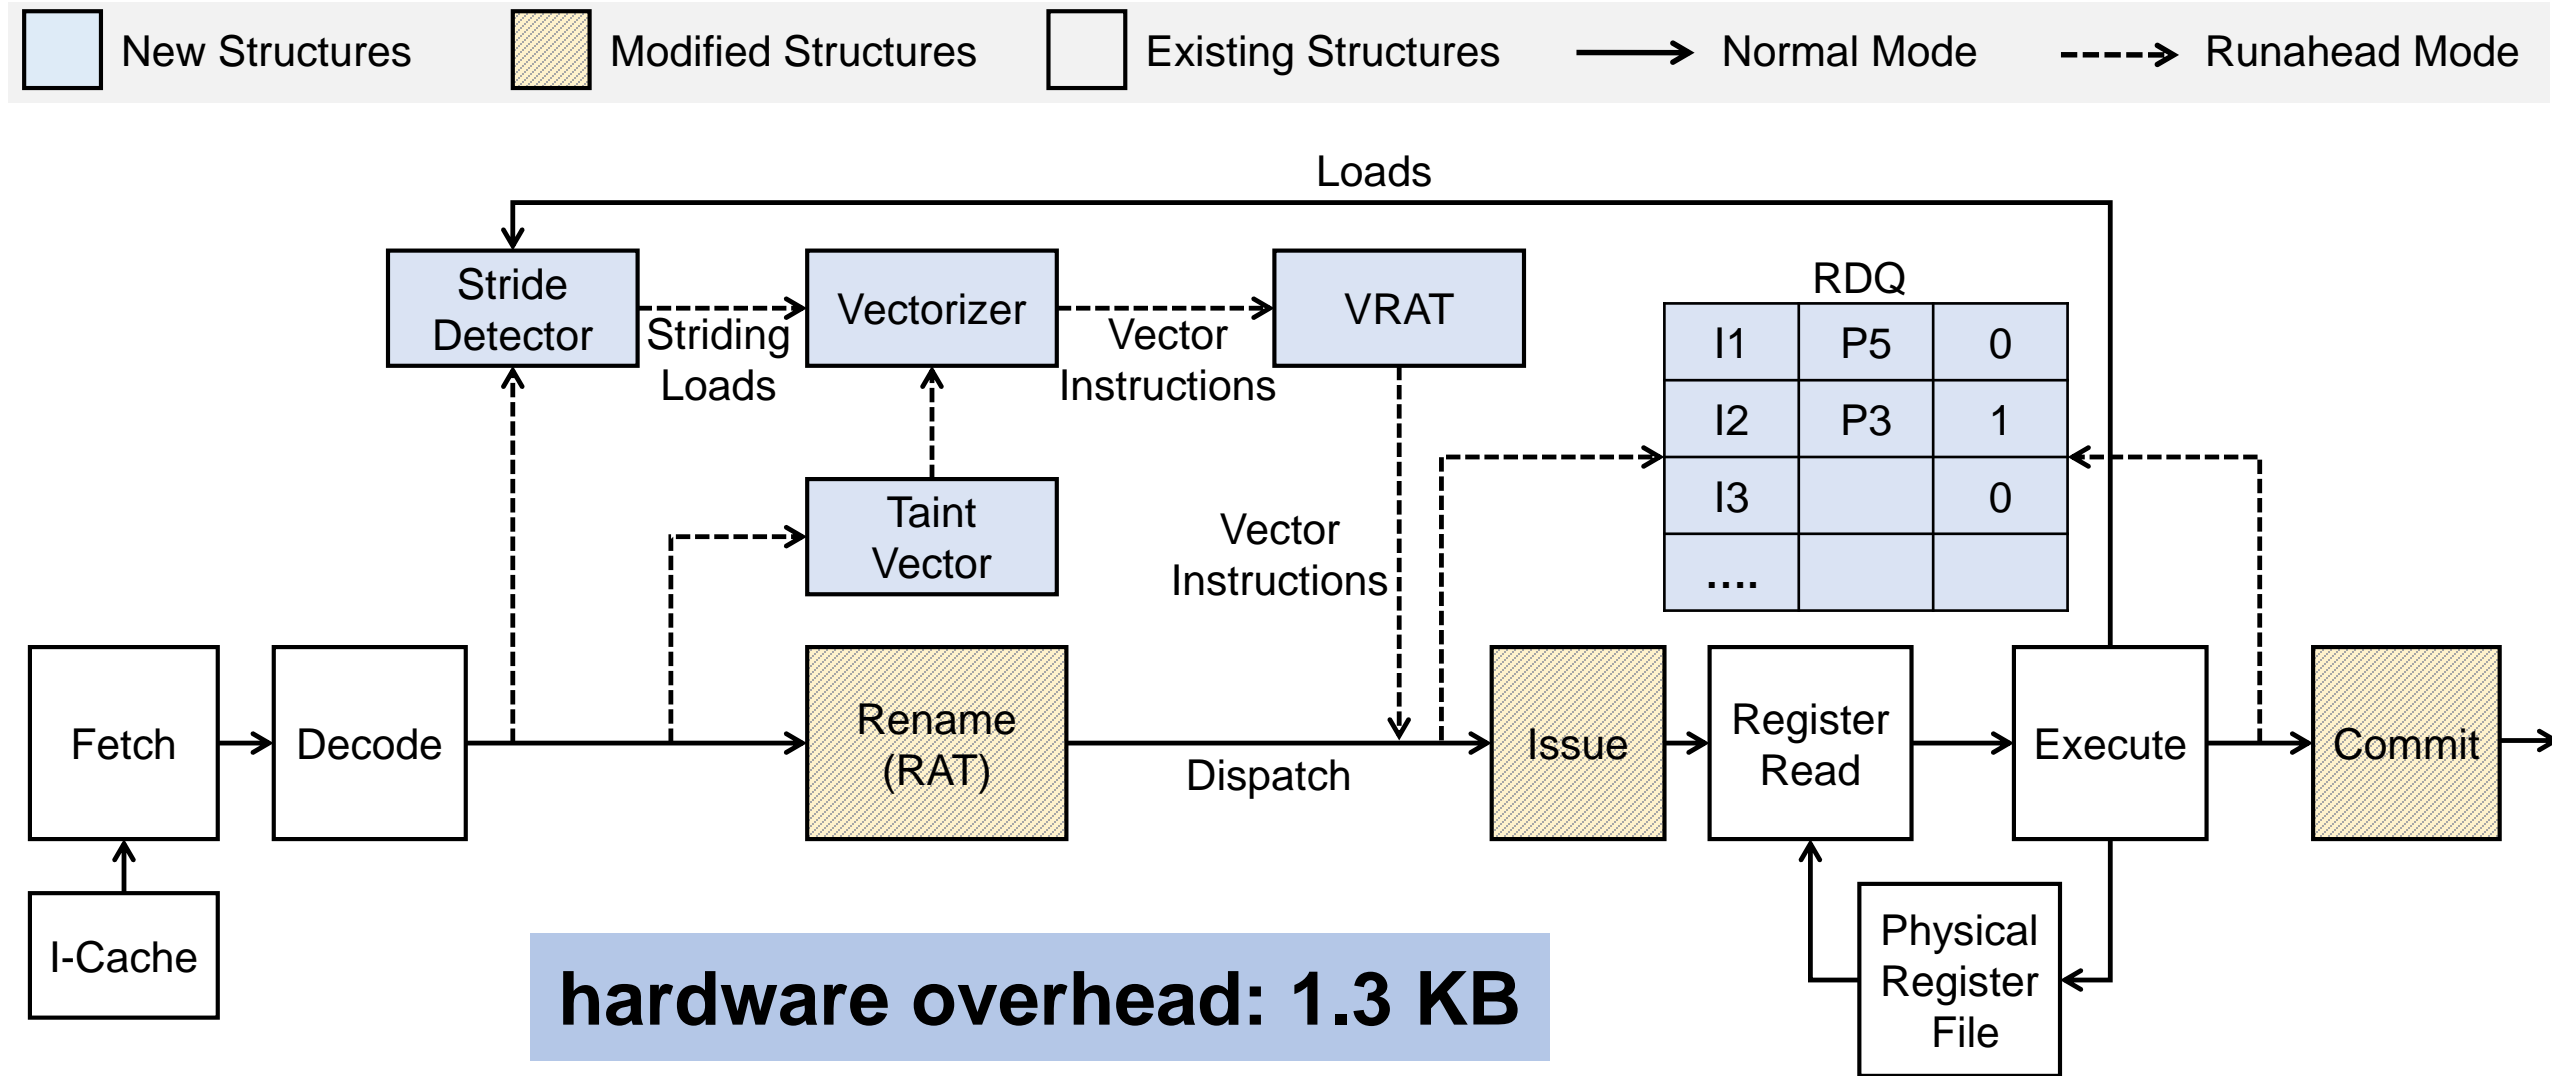 New Structures
Modified Structures
Existing Structures
Normal Mode
Runahead Mode
Loads
Stride
Detector
Striding
Loads
Vectorizer
Vector
Instructions
VRAT
RDQ
I1 P5 0
I2 P3 1
I3 0
....
Taint
Vector
Vector
Instructions
Fetch
Decode
Rename
(RAT)
Dispatch
Issue
Register
Read
Execute
Commit
I-Cache
Physical
Register
File
hardware overhead: 1.3 KB